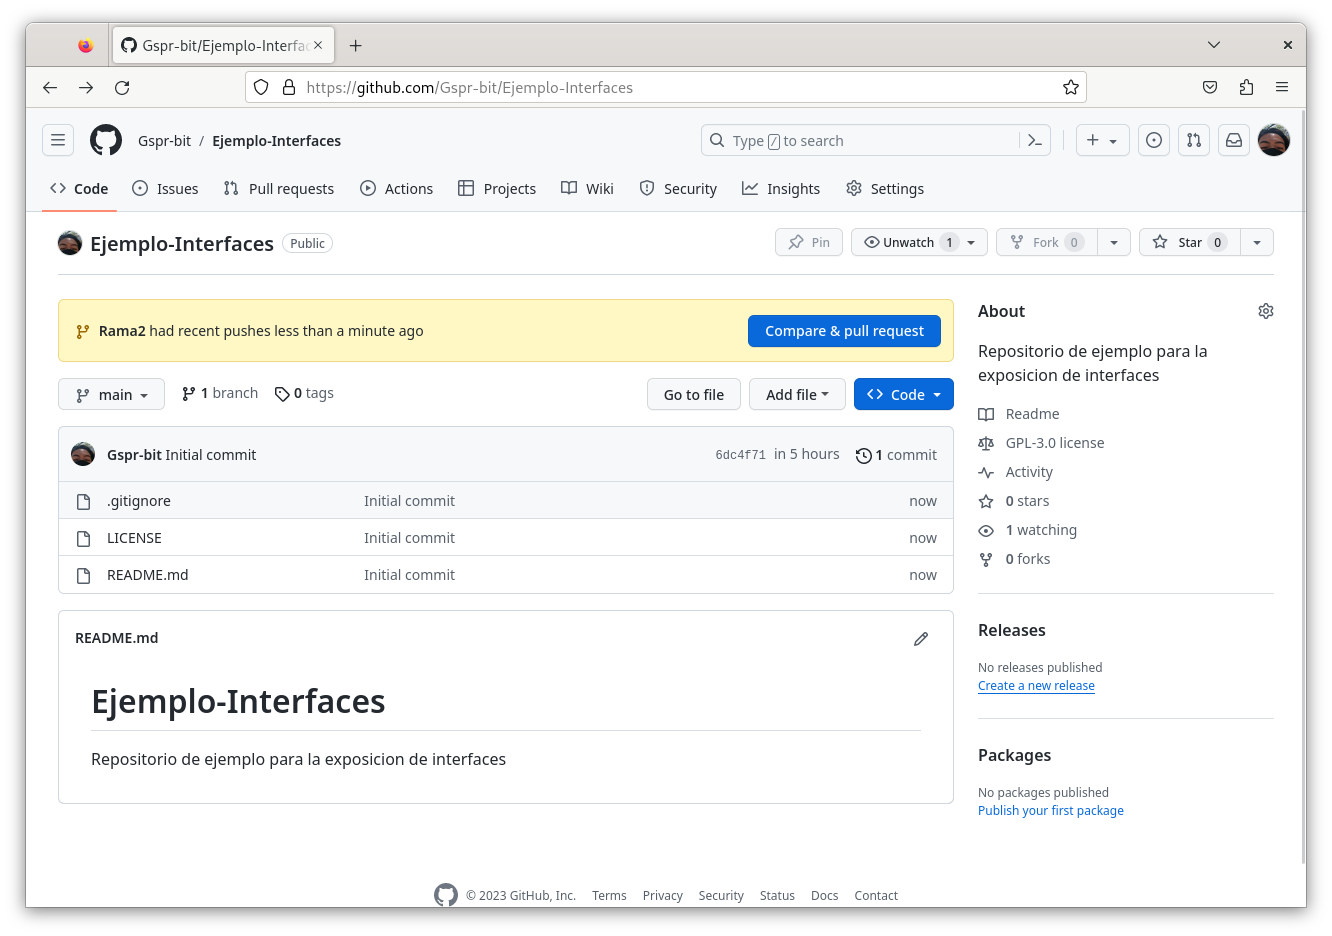 Gspr-bit/Ejemplo-Interfac
https://github.com/Gspr-bit/Ejemplo-Interfaces
Gspr-bit / Ejemplo-Interfaces
Type / to search
Code Issues Pull requests Actions Projects Wiki Security Insights Settings
Ejemplo-Interfaces Public
Pin Unwatch 1 Fork 0 Star 0
Rama2 had recent pushes less than a minute ago Compare & pull request
main 1 branch 0 tags Go to file Add file Code
Gspr-bit Initial commit 6dc4f71 in 5 hours 1 commit
.gitignore Initial commit now
LICENSE Initial commit now
README.md Initial commit now
README.md
Ejemplo-Interfaces
Repositorio de ejemplo para la exposicion de interfaces
About
Repositorio de ejemplo para la
exposicion de interfaces
Readme
GPL-3.0 license
Activity
0 stars
1 watching
0 forks
Releases
No releases published
Create a new release
Packages
No packages published
Publish your first package
© 2023 GitHub, Inc. Terms Privacy Security Status Docs Contact